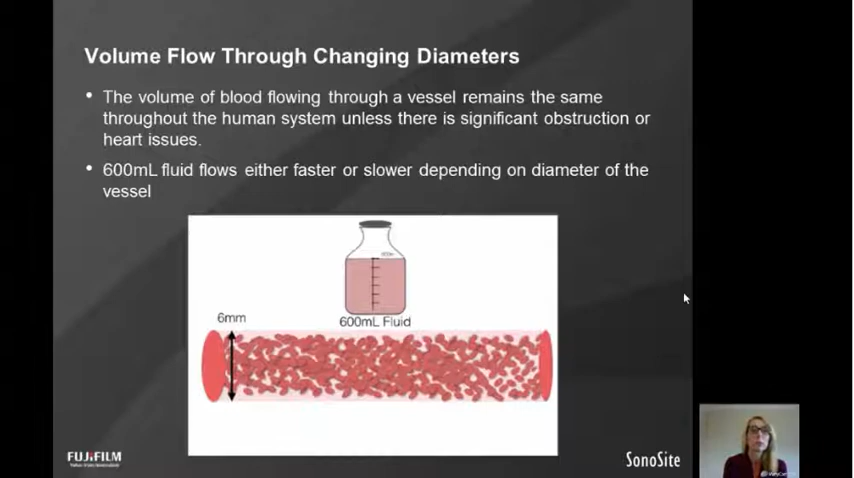 Volume Flow Through Changing Diameters
• The volume of blood flowing through a vessel remains the same
throughout the human system unless there is significant obstruction or
heart issues.
• 600mL fluid flows either faster or slower depending on diameter of the
vessel
6mm
600mL Fluid
FUJIFILM
SonoSite